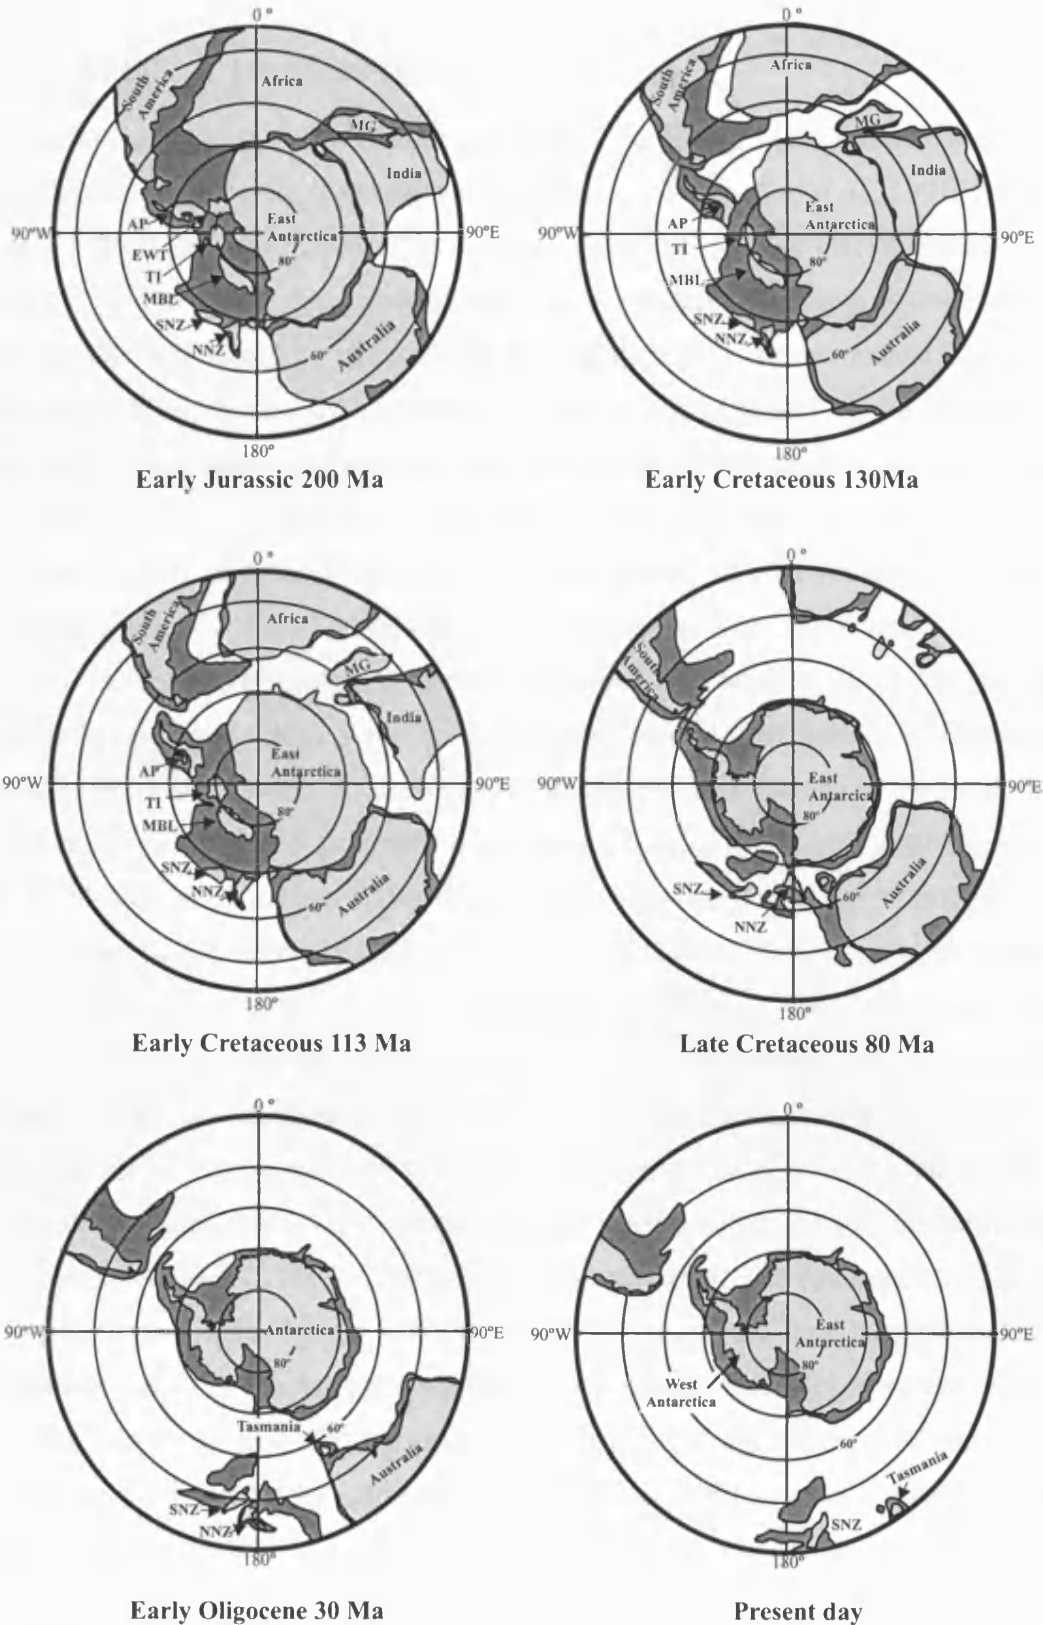 0°
South
America
Africa
MG
India
AP
East
Antarctica
90°W
90°E
EWT
80°
TI
MBL
SNZ
NNZ
60°
Australia
180°
Early Jurassic 200 Ma
0°
South
America
Africa
MG
India
AP
East
Antarctica
90°W
90°E
TI
80°
MBL
SNZ
NNZ
60°
Australia
180°
Early Cretaceous 130Ma
0°
South
America
Africa
MG
India
East
Antarctica
AP
90°W
90°E
TI
80°
MBL
SNZ
NNZ
60°
Australia
180°
Early Cretaceous 113 Ma
0°
South
America
East
Antarcica
90°W
90°E
80°
SNZ
60°
Australia
NNZ
180°
Late Cretaceous 80 Ma
0°
90°W
Antarctica
90°E
80°
Tasmania
60°
Australia
SNZ
NNZ
180°
Early Oligocene 30 Ma
0°
90°W
East
Antarctica
90°E
80°
West
Antarctica
60°
Tasmania
SNZ
180°
Present day